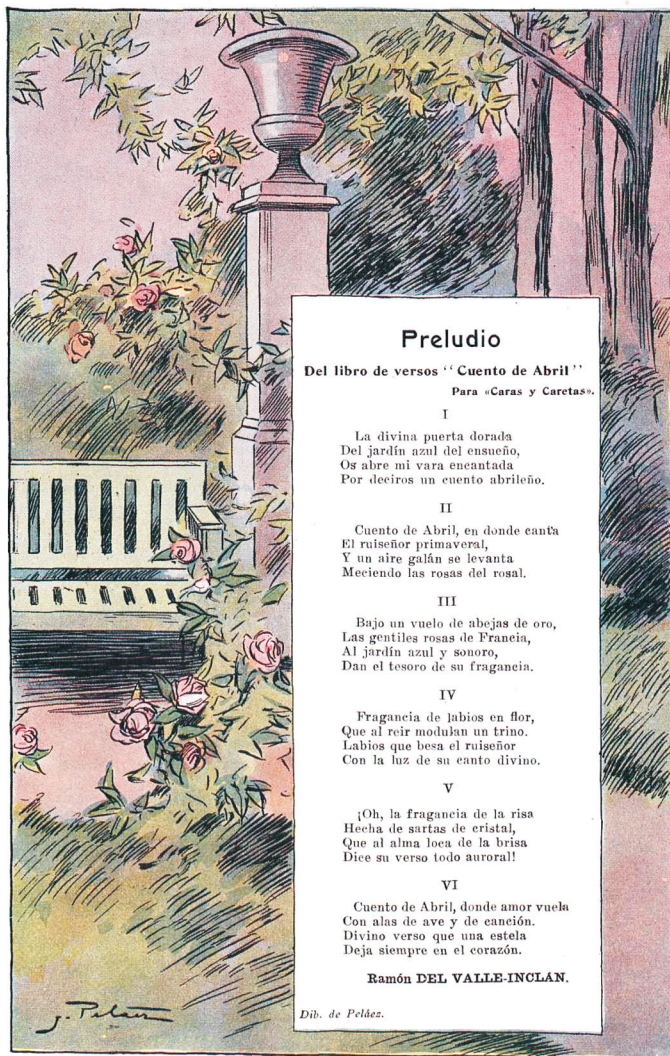 Preludio
Del libro de versos "Cuento de Abril"
Para «Caras y Caretas».
I
La divina puerta dorada
Del jardín azul del ensueño,
Os abre mi vara encantada
Por deciros un cuento abrileño.
II
Cuento de Abril, en donde canta
El ruiseñor primaveral,
Y un aire galán se levanta
Meciendo las rosas del rosal.
III
Bajo un vuelo de abejas de oro,
Las gentiles rosas de Francia,
Al jardín azul y sonoro,
Dan el tesoro de su fragancia.
IV
Fragancia de labios en flor,
Que al reir modulan un trino.
Labios que besa el ruiseñor
Con la luz de su canto divino.
V
¡Oh, la fragancia de la risa
Hecha de sartas de cristal,
Que al alma loca de la brisa
Dice su verso todo auroral!
VI
Cuento de Abril, donde amor vuela
Con alas de ave y de canción.
Divino verso que una estela
Deja siempre en el corazón.
Ramón DEL VALLE-INCLÁN.
Dib. de Peláez.
J. Peláez